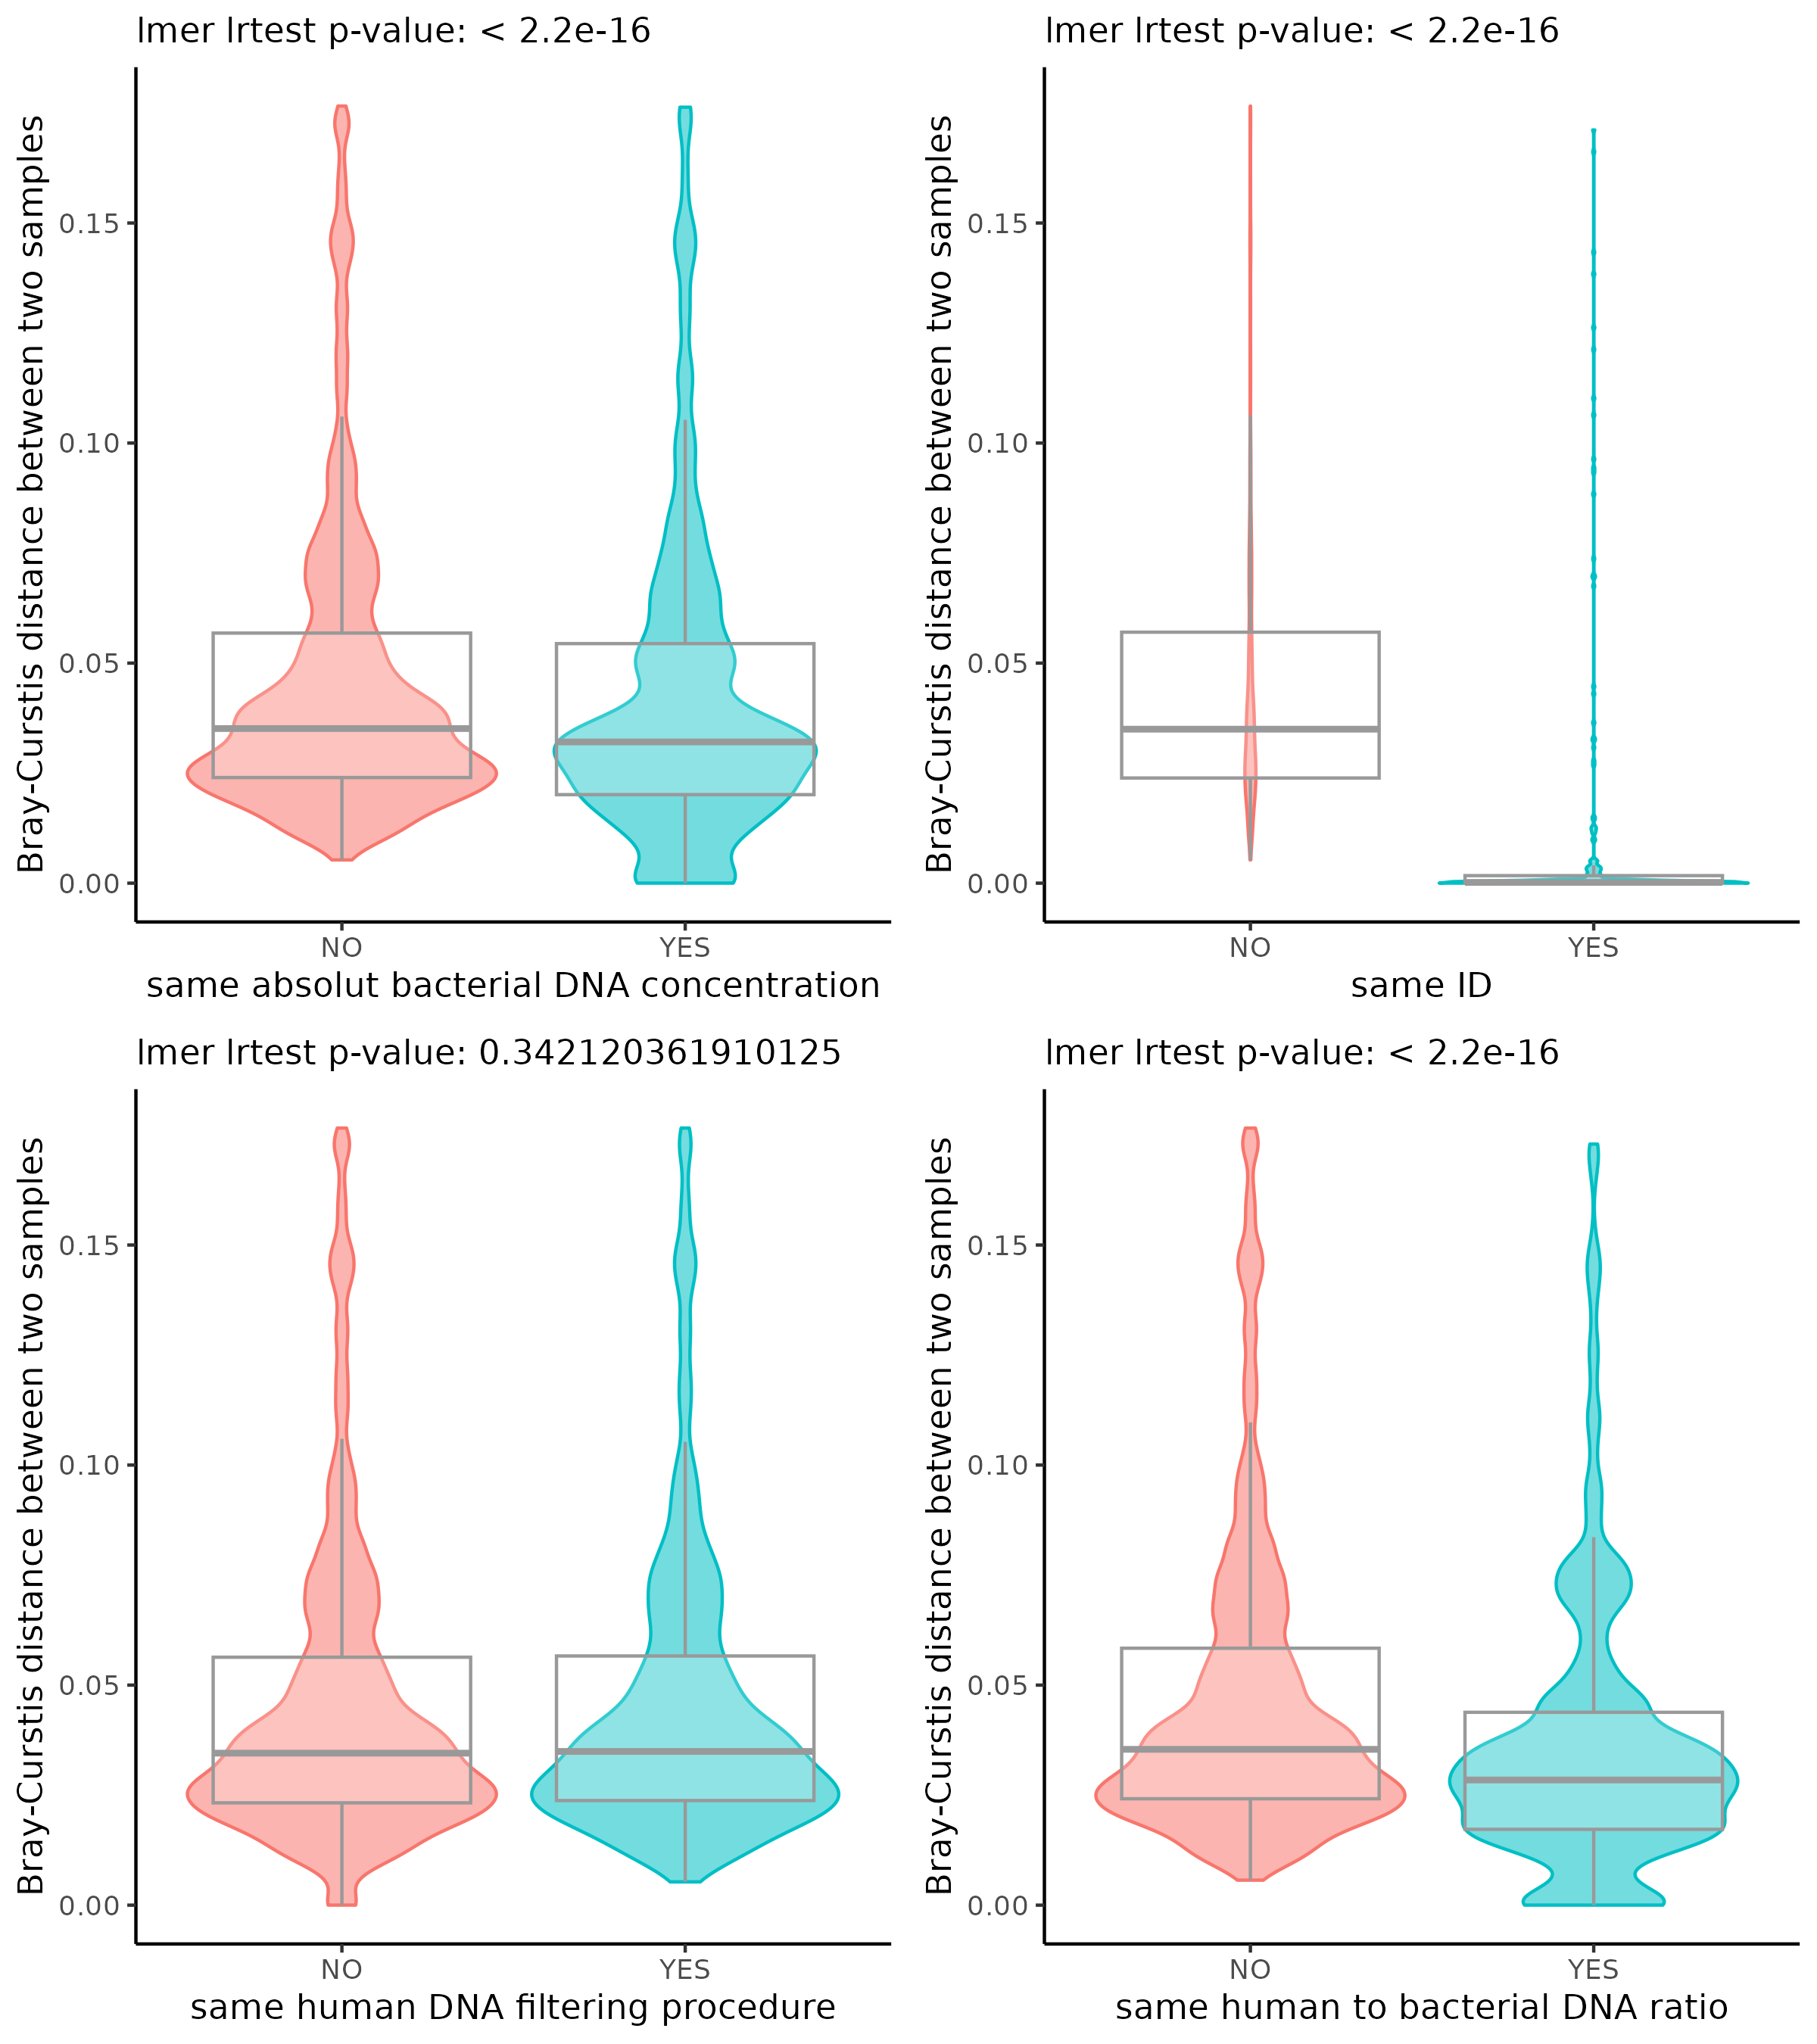 lmer lrtest p-value: < 2.2e-16
Bray-Curstis distance between two samples
0.15
0.10
0.05
0.00
NO YES
same absolut bacterial DNA concentration
lmer lrtest p-value: < 2.2e-16
Bray-Curstis distance between two samples
0.15
0.10
0.05
0.00
NO YES
same ID
lmer lrtest p-value: 0.342120361910125
Bray-Curstis distance between two samples
0.15
0.10
0.05
0.00
NO YES
same human DNA filtering procedure
lmer lrtest p-value: < 2.2e-16
Bray-Curstis distance between two samples
0.15
0.10
0.05
0.00
NO YES
same human to bacterial DNA ratio